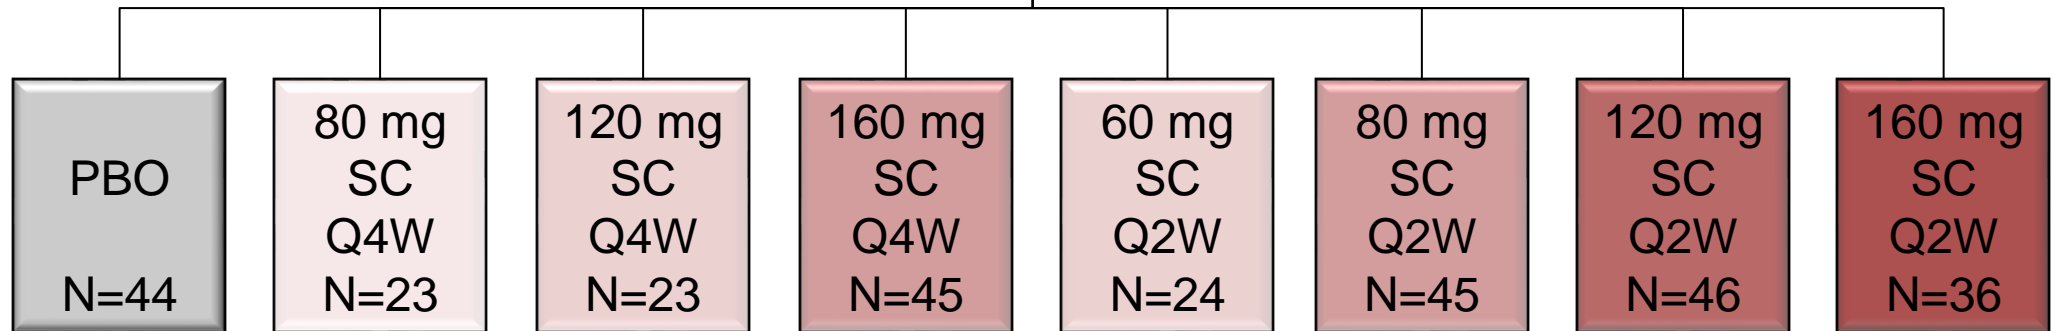 PBO
N=44
80 mg
SC
Q4W
N=23
120 mg
SC
Q4W
N=23
160 mg
SC
Q4W
N=45
60 mg
SC
Q2W
N=24
80 mg
SC
Q2W
N=45
120 mg
SC
Q2W
N=46
160 mg
SC
Q2W
N=36